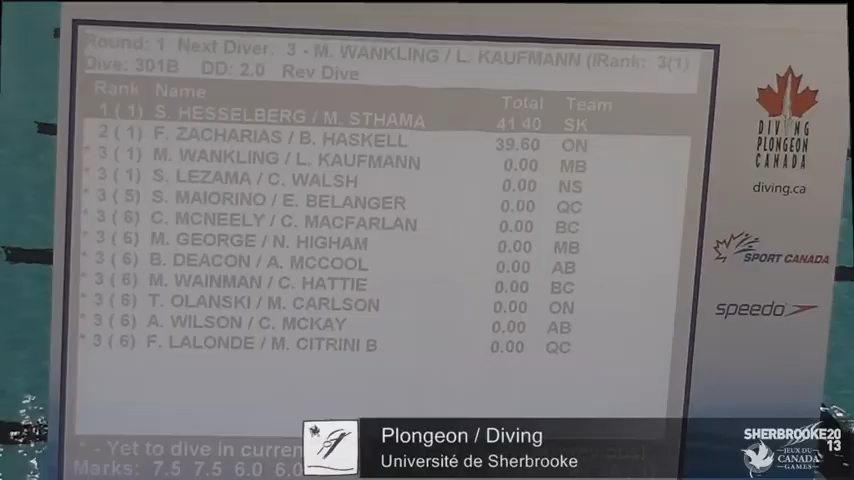 Round: 1 Next Diver: 3 - M. WANKLING / L. KAUFMANN (IRank: 3(1)
Dive: 301B DD: 2.0 Rev Dive
Rank Name Total Team
1 ( 1) S. HESSELBERG / M. STHAMA 41.40 SK
2 ( 1) F. ZACHARIAS / B. HASKELL 39.60 ON
* 3 ( 1) M. WANKLING / L. KAUFMANN 0.00 MB
* 3 ( 1) S. LEZAMA / C. WALSH 0.00 NS
* 3 ( 5) S. MAIORINO / E. BELANGER 0.00 QC
* 3 ( 6) C. MCNEELY / C. MACFARLAN 0.00 BC
* 3 ( 5) M. GEORGE / N. HIGHAM 0.00 MB
* 3 ( 6) B. DEACON / A. MCCOOL 0.00 AB
* 3 ( 6) M. WAINMAN / C. HATTIE 0.00 BC
* 3 ( 6) T. OLANSKI / M. CARLSON 0.00 ON
* 3 ( 6) A. WILSON / C. MCKAY 0.00 AB
* 3 ( 6) F. LALONDE / M. CITRINI B 0.00 QC
* - Yet to dive in curren
Marks: 7.5 7.5 6.0 6.0
DIVING
PLONGEON
CANADA
diving.ca
SPORT CANADA
speedo
Plongeon / Diving
Université de Sherbrooke
SHERBROOKE20
13
JEUX DU
CANADA
GAMES